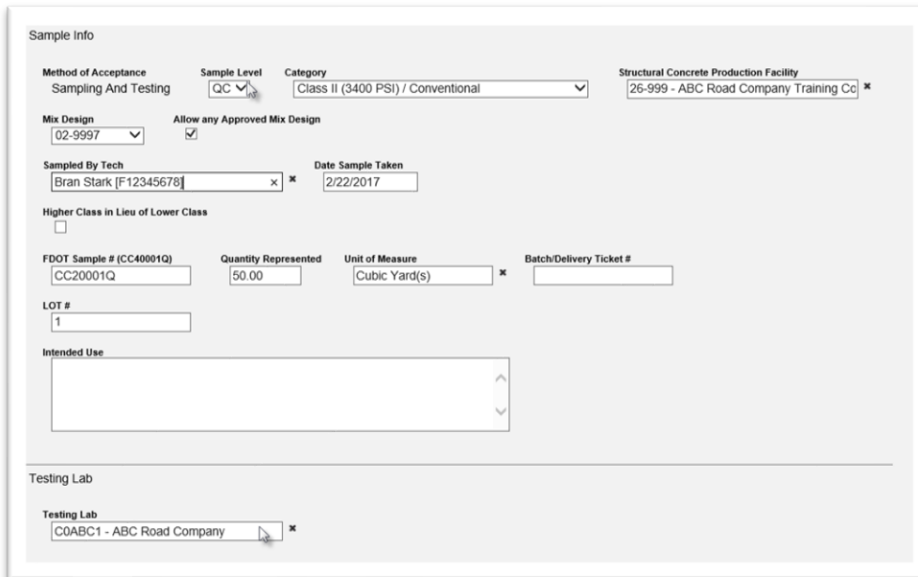 Sample Info
Method of Acceptance Sample Level Category Structural Concrete Production Facility
Sampling And Testing QC Class II (3400 PSI) / Conventional 26-999 - ABC Road Company Training Cc
Mix Design Allow any Approved Mix Design
02-9997
Sampled By Tech Date Sample Taken
Bran Stark [F12345678] 2/22/2017
Higher Class in Lieu of Lower Class
FDOT Sample # (CC40001Q) Quantity Represented Unit of Measure Batch/Delivery Ticket #
CC20001Q 50.00 Cubic Yard(s)
LOT #
1
Intended Use
Testing Lab
Testing Lab
C0ABC1 - ABC Road Company